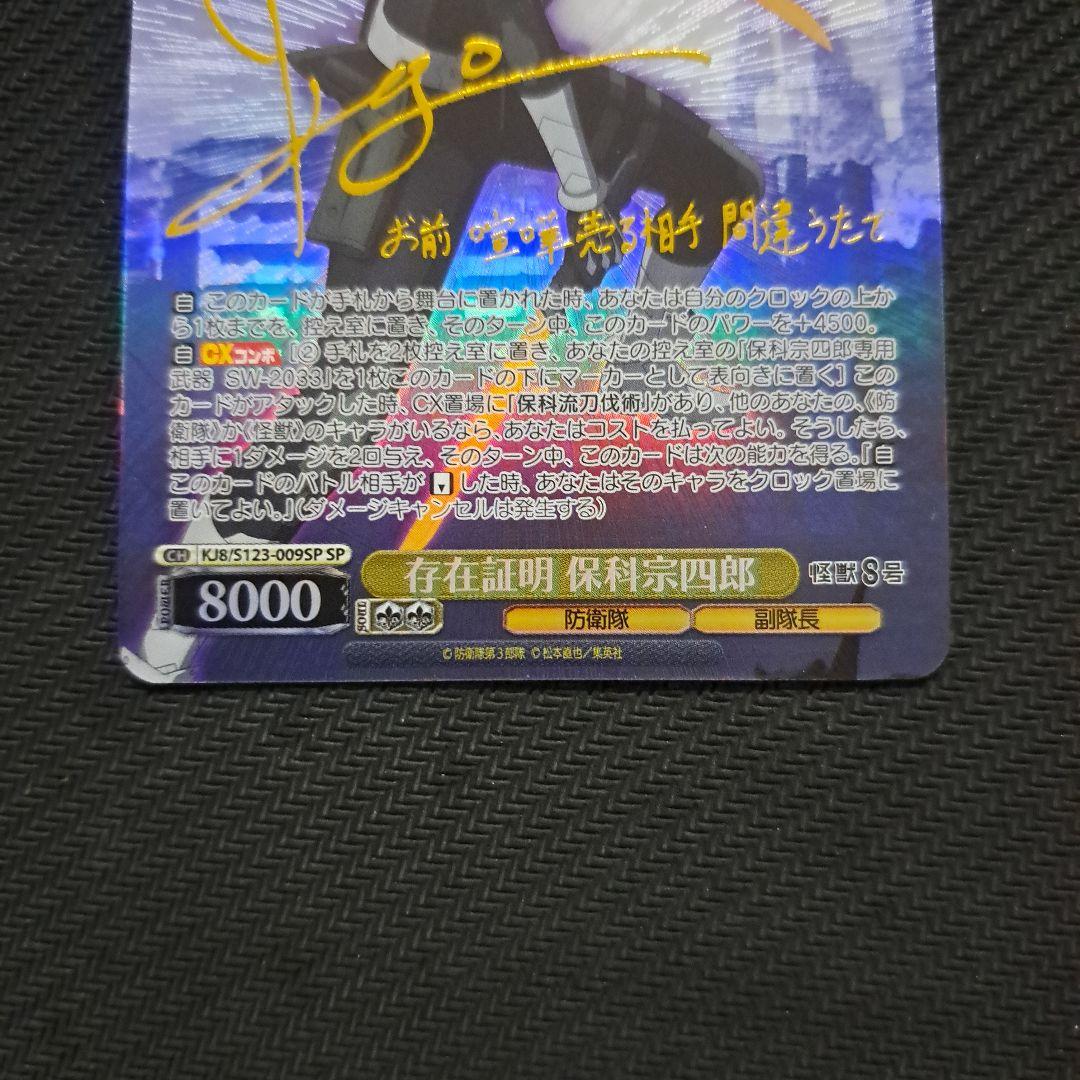 お前 喧嘩売る相手 間違うたで
自 このカードが手札から舞台に置かれた時、あなたは自分のクロックの上か
ら1枚までを、控え室に置き、そのターン中、このカードのパワーを+4500。
自 CXコンボ [② 手札を2枚控え室に置き、あなたの控え室の「保科宗四郎専用
武器 SW-2033」を1枚このカードの下にマーカーとして表向きに置く] この
カードがアタックした時、CX置場に「保科流刀伐術」があり、他のあなたの、《防
衛隊》か《怪獣》のキャラがいるなら、あなたはコストを払ってよい。そうしたら、
相手に1ダメージを2回与え、そのターン中、このカードは次の能力を得る。『自
このカードのバトル相手が ▼ した時、あなたはそのキャラをクロック置場に
置いてよい。』(ダメージキャンセルは発生する)
CH KJ8/S123-009SP SP
存在証明 保科宗四郎 怪獣8号
POWER 8000 SOUL
防衛隊 副隊長
©防衛隊第3部隊 ©松本直也/集英社